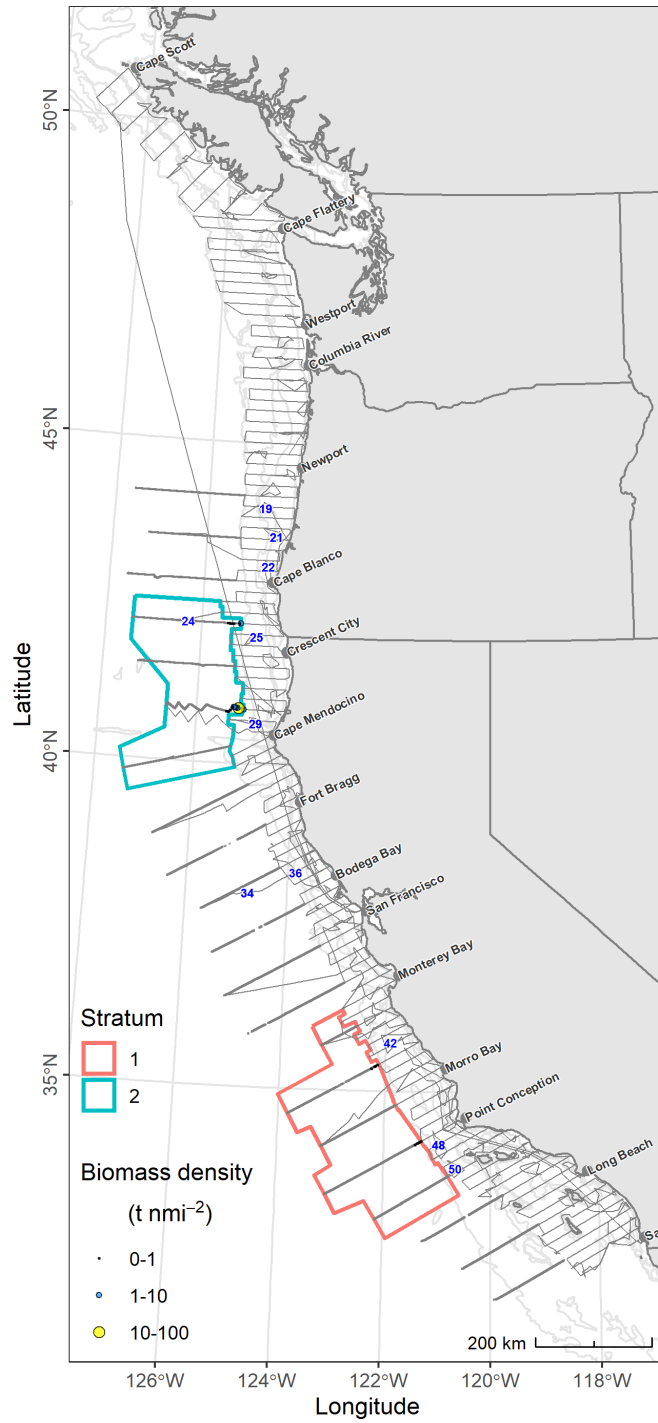 Cape Scott
50°N
Cape Flattery
Westport
Columbia River
45°N
Newport
19
21
22
Cape Blanco
24
25
Crescent City
Latitude
29
Cape Mendocino
40°N
Fort Bragg
36
Bodega Bay
34
San Francisco
Monterey Bay
Stratum
1
2
42
35°N
Morro Bay
Point Conception
48
50
Long Beach
Biomass density
(t nmi−2)
0-1
1-10
10-100
Sa
200 km
126°W
124°W
122°W
120°W
118°W
Longitude